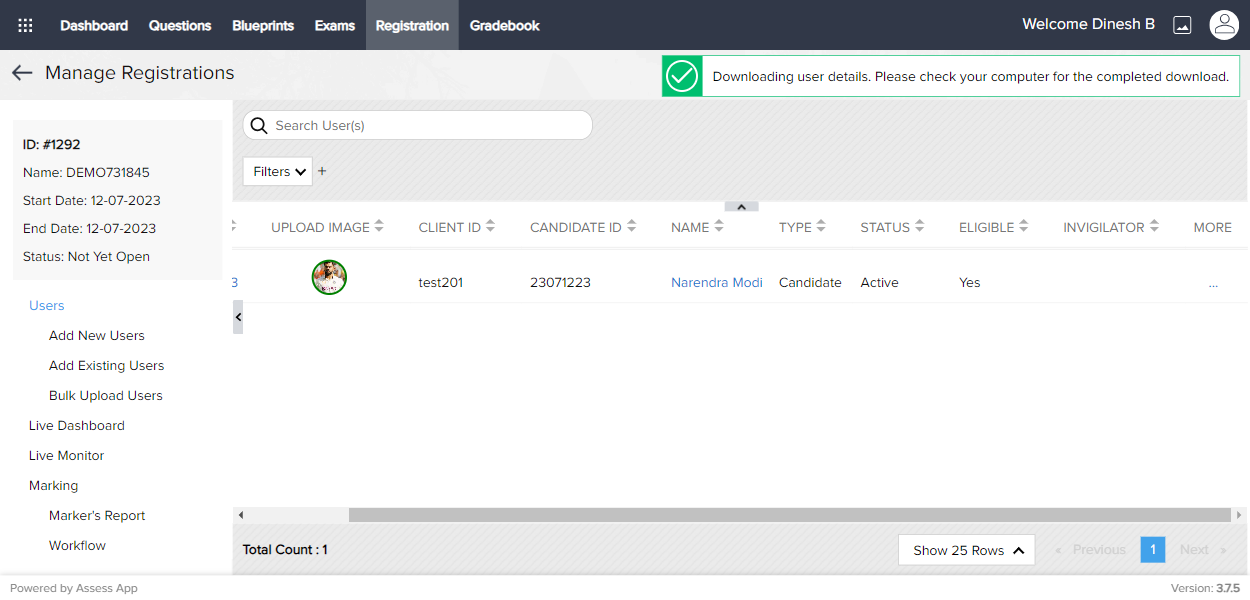 Dashboard Questions Blueprints Exams Registration Gradebook Welcome Dinesh B
Manage Registrations
Downloading user details. Please check your computer for the completed download.
ID: #1292
Name: DEMO731845
Start Date: 12-07-2023
End Date: 12-07-2023
Status: Not Yet Open
Users
Add New Users
Add Existing Users
Bulk Upload Users
Live Dashboard
Live Monitor
Marking
Marker's Report
Workflow
Search User(s)
Filters +
UPLOAD IMAGE CLIENT ID CANDIDATE ID NAME TYPE STATUS ELIGIBLE INVIGILATOR MORE
3 test201 23071223 Narendra Modi Candidate Active Yes ...
Total Count : 1 Show 25 Rows « Previous 1 Next »
Powered by Assess App Version: 3.7.5